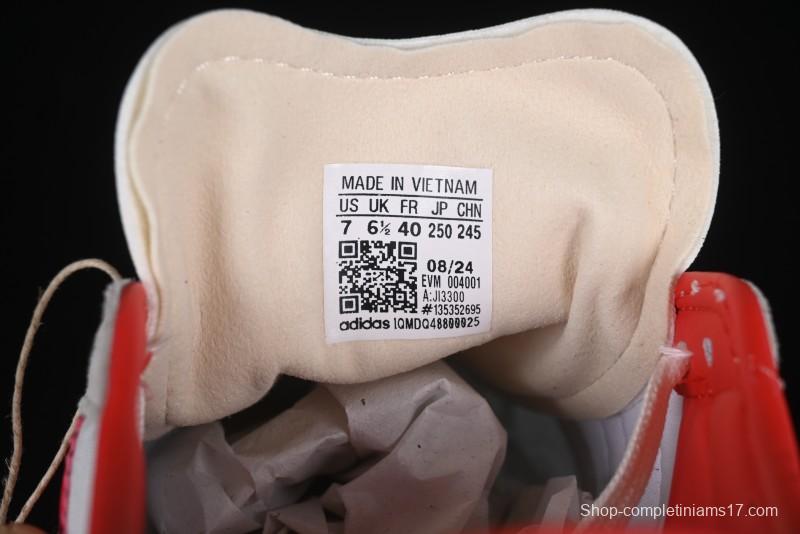 MADE IN VIETNAM
US UK FR JP CHN
7 6½ 40 250 245
08/24
EVM 004001
A:JI3300
#135352695
adidas IQMDQ48800025
Shop-completiniams17.com